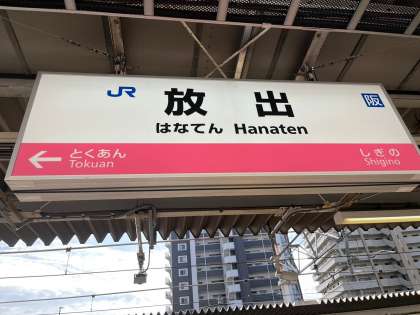 JR 放出 阪
はなてん Hanaten
← とくあん しぎの
Tokuan Shigino